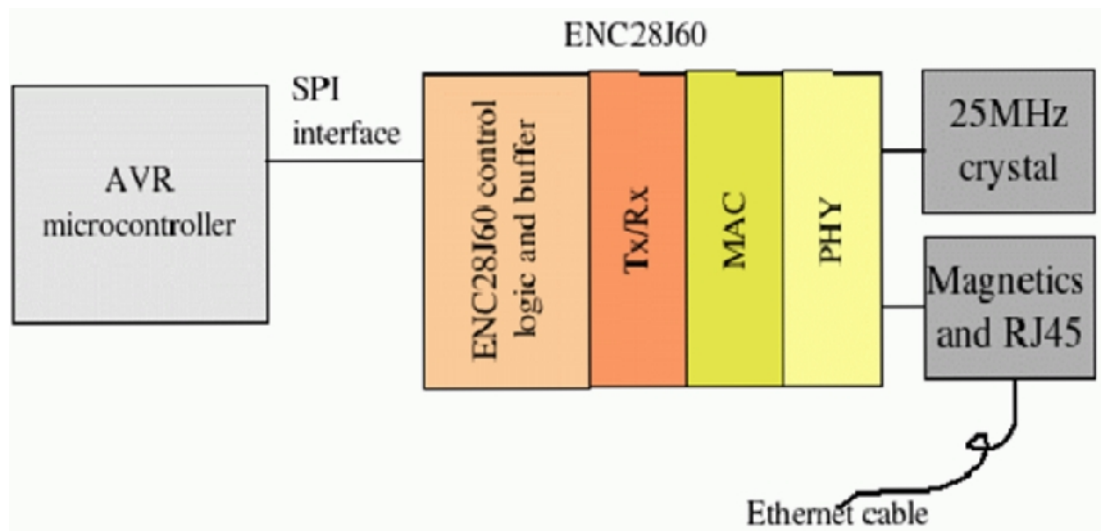 ENC28J60
SPI
interface
AVR
microcontroller
ENC28J60 control
logic and buffer
Tx/Rx
MAC
PHY
25MHz
crystal
Magnetics
and RJ45
Ethernet cable